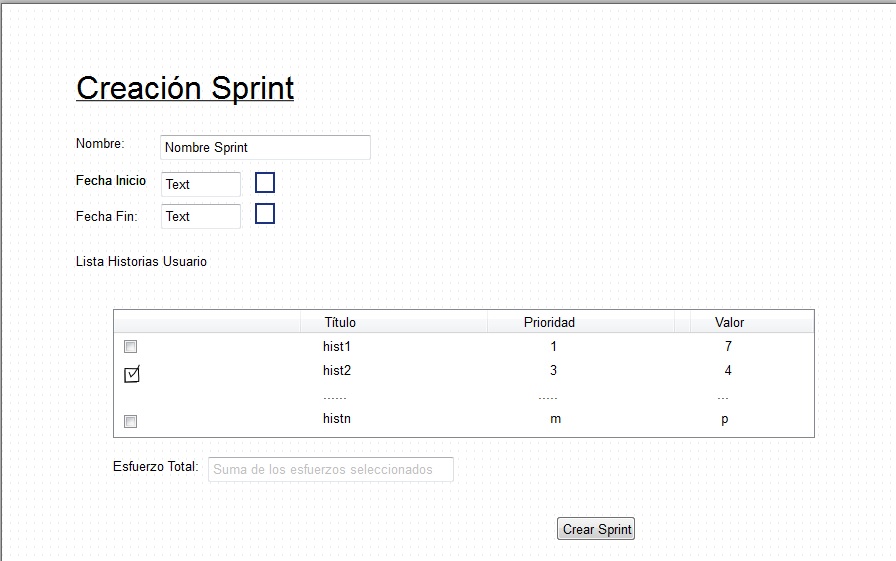 Creación Sprint
Nombre: Nombre Sprint
Fecha Inicio Text
Fecha Fin: Text
Lista Historias Usuario
Título Prioridad Valor
hist1 1 7
hist2 3 4
...... ..... ...
histn m p
Esfuerzo Total: Suma de los esfuerzos seleccionados
Crear Sprint